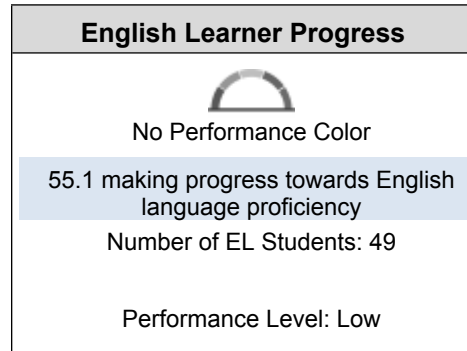 English Learner Progress
No Performance Color
55.1 making progress towards English
language proficiency
Number of EL Students: 49
Performance Level: Low